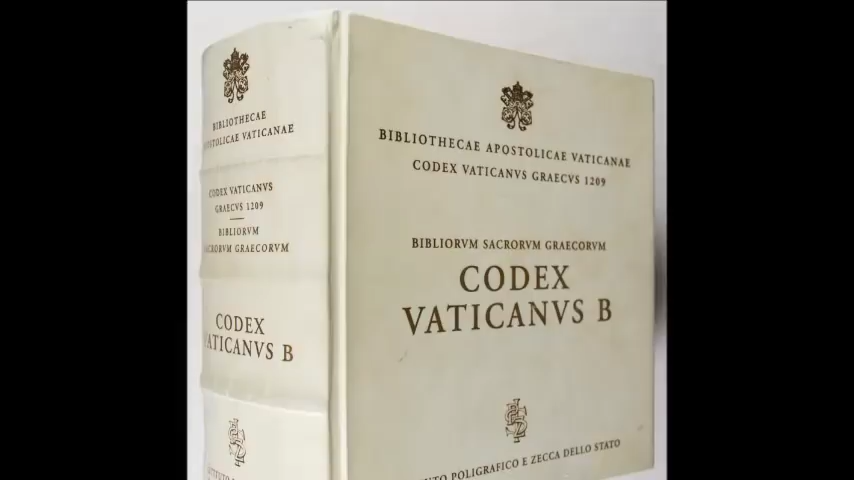 BIBLIOTHECAE
APOSTOLICAE VATICANAE
CODEX VATICANVS
GRAECVS 1209
BIBLIORVM
SACRORVM GRAECORVM
CODEX
VATICANVS B
BIBLIOTHECAE APOSTOLICAE VATICANAE
CODEX VATICANVS GRAECVS 1209
BIBLIORVM SACRORVM GRAECORVM
CODEX
VATICANVS B
POLIGRAFICO E ZECCA DELLO STATO